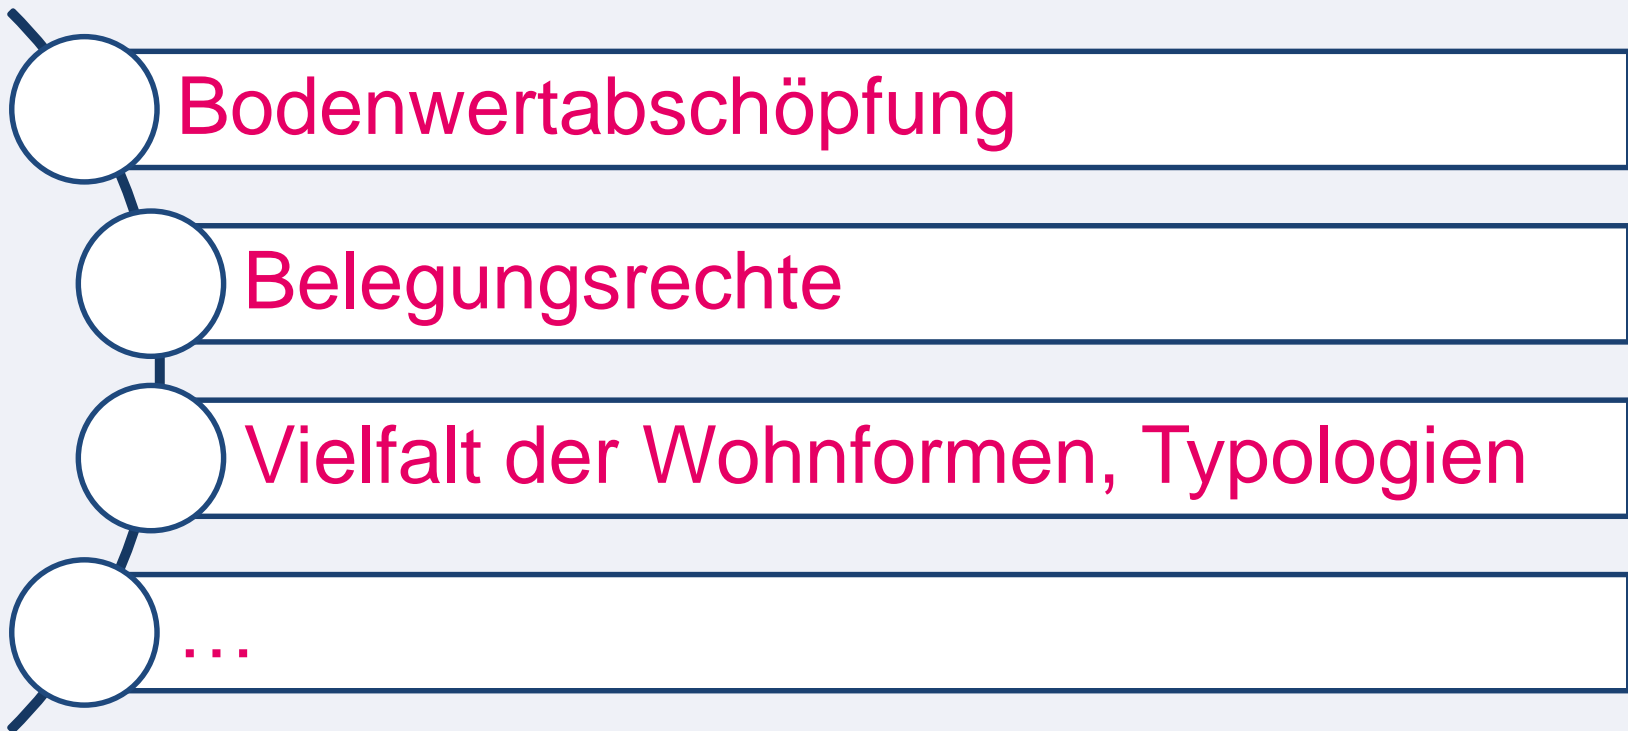 Bodenwertabschöpfung
Belegungsrechte
Vielfalt der Wohnformen, Typologien
…